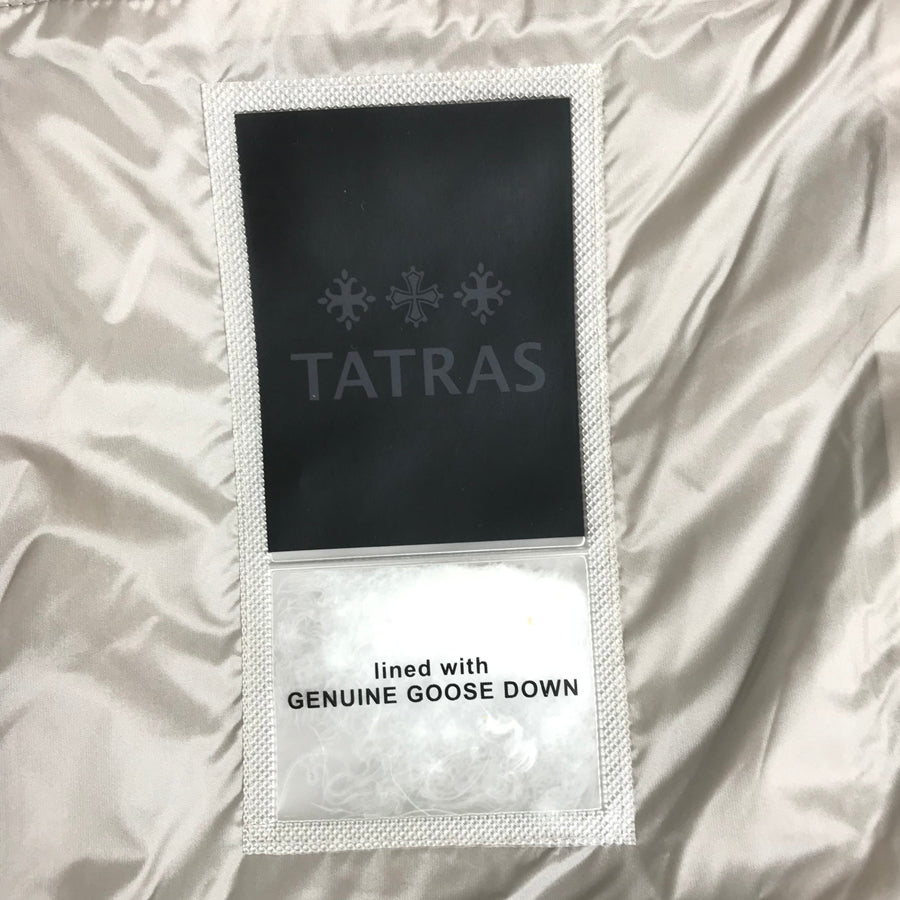 TATRAS
lined with
GENUINE GOOSE DOWN